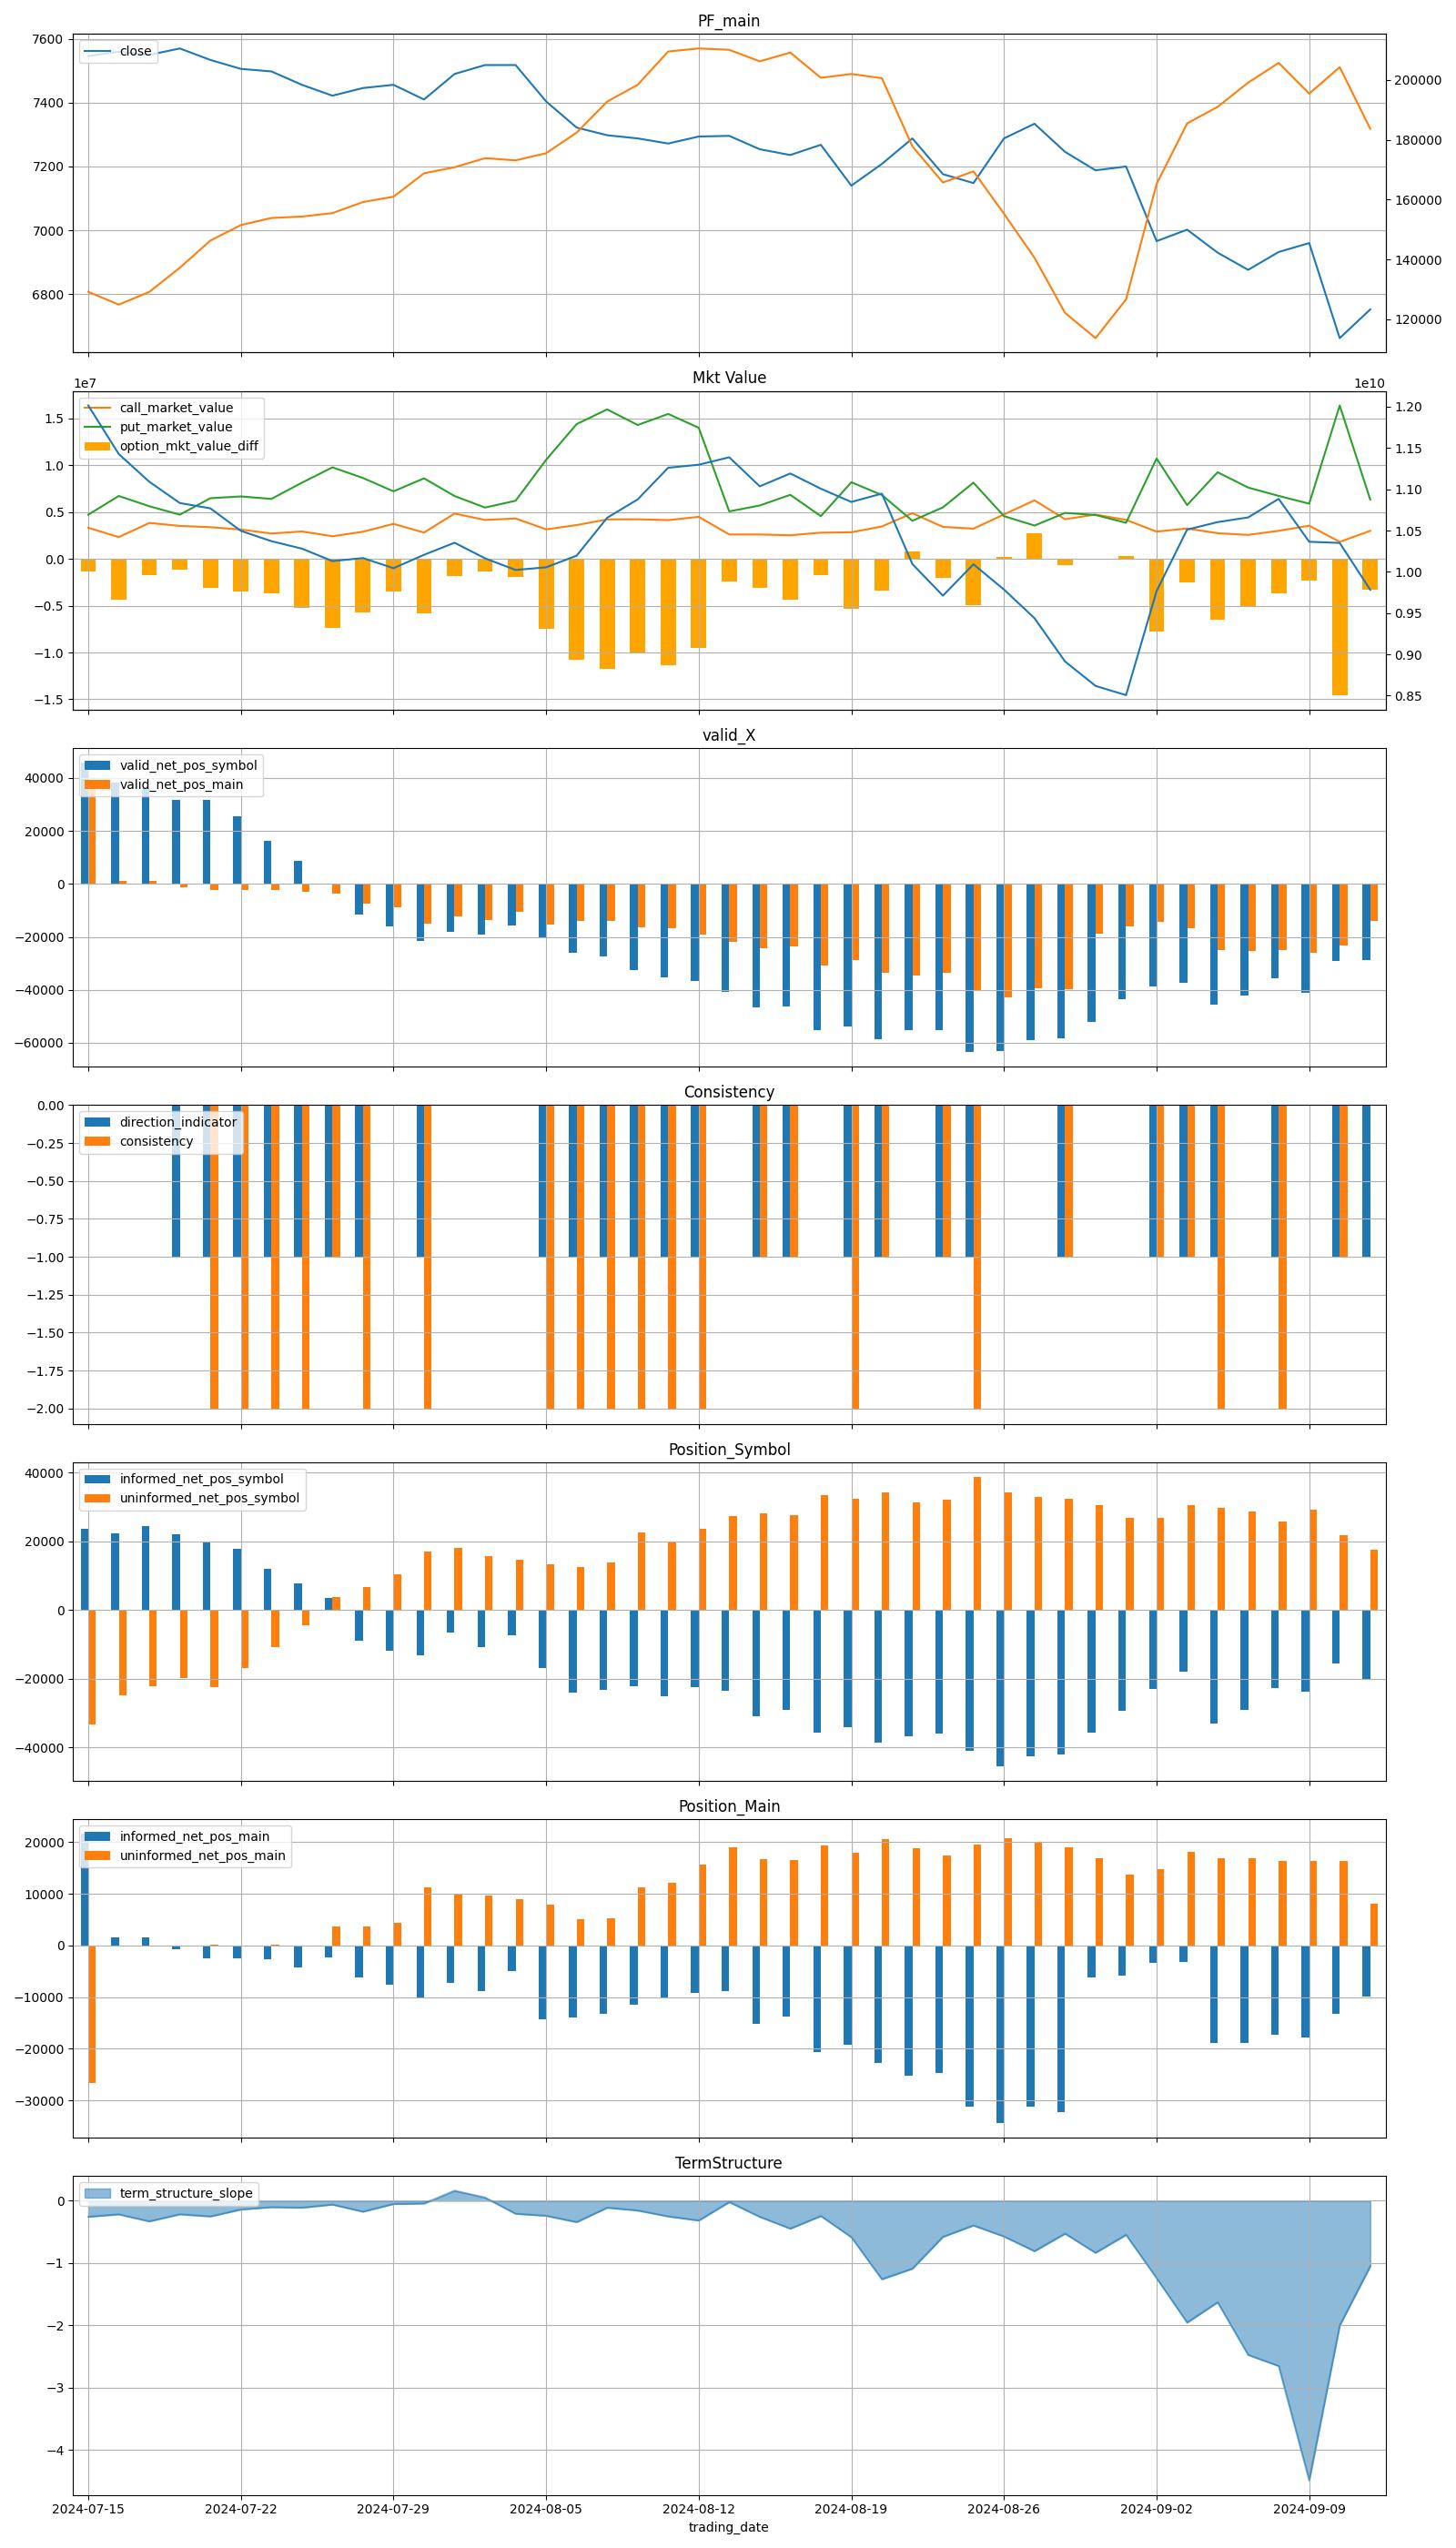 PF_main
close
7600
7400
7200
7000
6800
200000
180000
160000
140000
120000
Mkt Value
1e7
1e10
call_market_value
put_market_value
option_mkt_value_diff
1.5
1.0
0.5
0.0
−0.5
−1.0
−1.5
1.20
1.15
1.10
1.05
1.00
0.95
0.90
0.85
valid_X
valid_net_pos_symbol
valid_net_pos_main
40000
20000
0
−20000
−40000
−60000
Consistency
direction_indicator
consistency
0.00
−0.25
−0.50
−0.75
−1.00
−1.25
−1.50
−1.75
−2.00
Position_Symbol
informed_net_pos_symbol
uninformed_net_pos_symbol
40000
20000
0
−20000
−40000
Position_Main
informed_net_pos_main
uninformed_net_pos_main
20000
10000
0
−10000
−20000
−30000
TermStructure
term_structure_slope
0
−1
−2
−3
−4
2024-07-15
2024-07-22
2024-07-29
2024-08-05
2024-08-12
2024-08-19
2024-08-26
2024-09-02
2024-09-09
trading_date